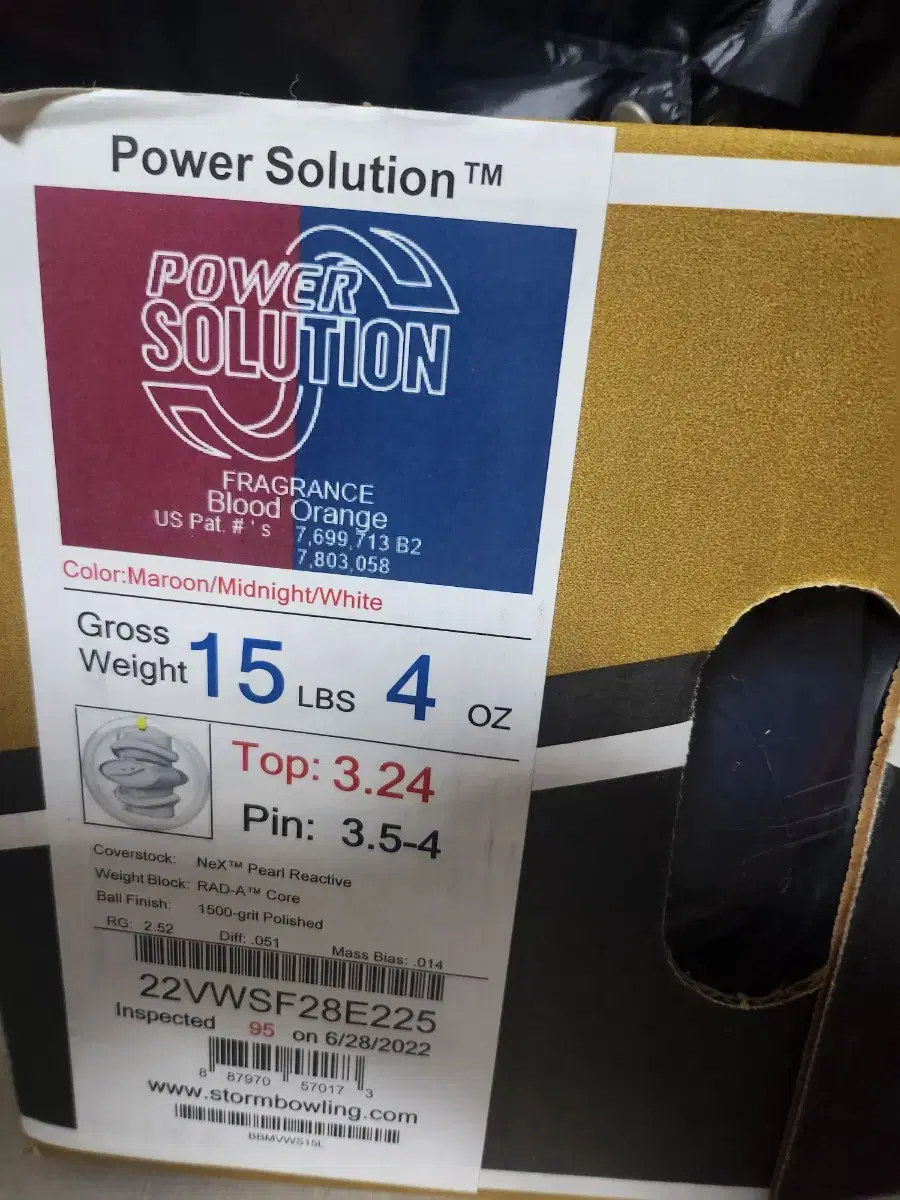 Power Solution™
POWER
SOLUTION
FRAGRANCE
Blood Orange
US Pat. # ' s 7,699,713 B2
7,803,058
Color:Maroon/Midnight/White
Gross
Weight 15 LBS 4 OZ
Top: 3.24
Pin: 3.5-4
Coverstock: NeX™ Pearl Reactive
Weight Block: RAD-A™ Core
Ball Finish: 1500-grit Polished
RG: 2.52 Diff: .051 Mass Bias: .014
22VWSF28E225
Inspected 95 on 6/28/2022
8 87970 57017 3
www.stormbowling.com
BBMVWS15L